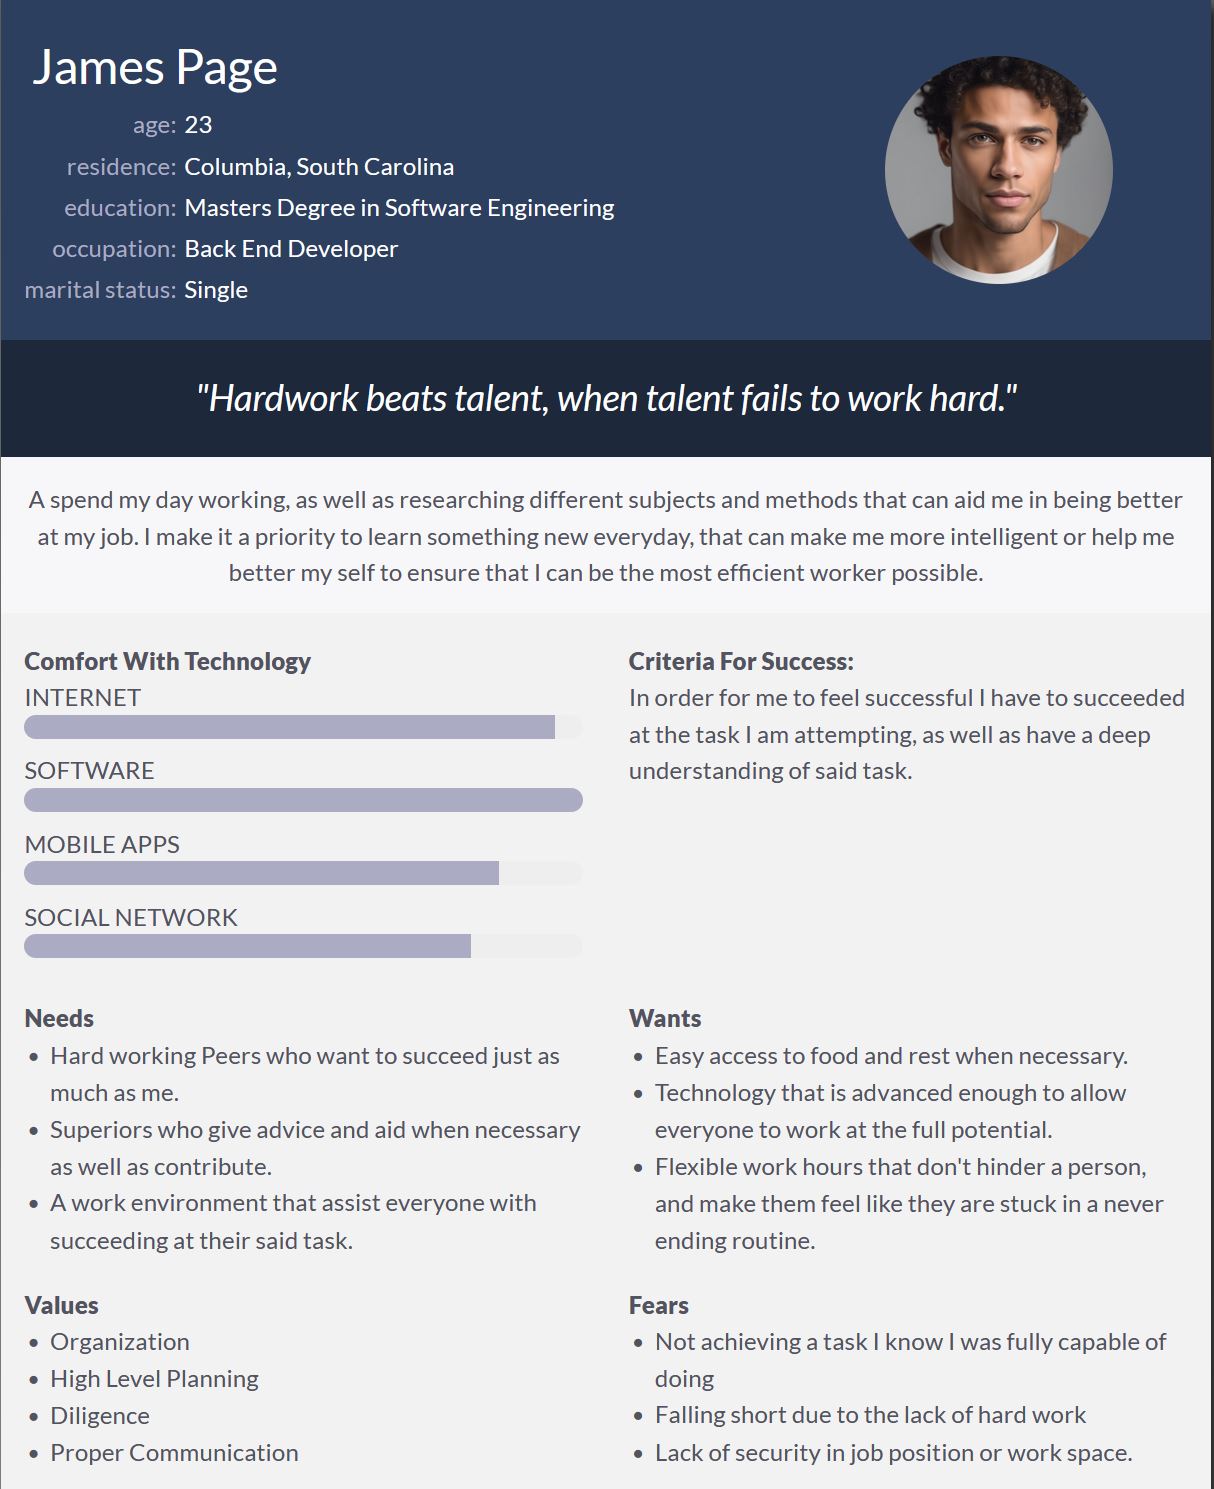 James Page
age: 23
residence: Columbia, South Carolina
education: Masters Degree in Software Engineering
occupation: Back End Developer
marital status: Single
"Hardwork beats talent, when talent fails to work hard."
A spend my day working, as well as researching different subjects and methods that can aid me in being better
at my job. I make it a priority to learn something new everyday, that can make me more intelligent or help me
better my self to ensure that I can be the most efficient worker possible.
Comfort With Technology
INTERNET
SOFTWARE
MOBILE APPS
SOCIAL NETWORK
Criteria For Success:
In order for me to feel successful I have to succeeded
at the task I am attempting, as well as have a deep
understanding of said task.
Needs
• Hard working Peers who want to succeed just as
much as me.
• Superiors who give advice and aid when necessary
as well as contribute.
• A work environment that assist everyone with
succeeding at their said task.
Wants
• Easy access to food and rest when necessary.
• Technology that is advanced enough to allow
everyone to work at the full potential.
• Flexible work hours that don't hinder a person,
and make them feel like they are stuck in a never
ending routine.
Values
• Organization
• High Level Planning
• Diligence
• Proper Communication
Fears
• Not achieving a task I know I was fully capable of
doing
• Falling short due to the lack of hard work
• Lack of security in job position or work space.